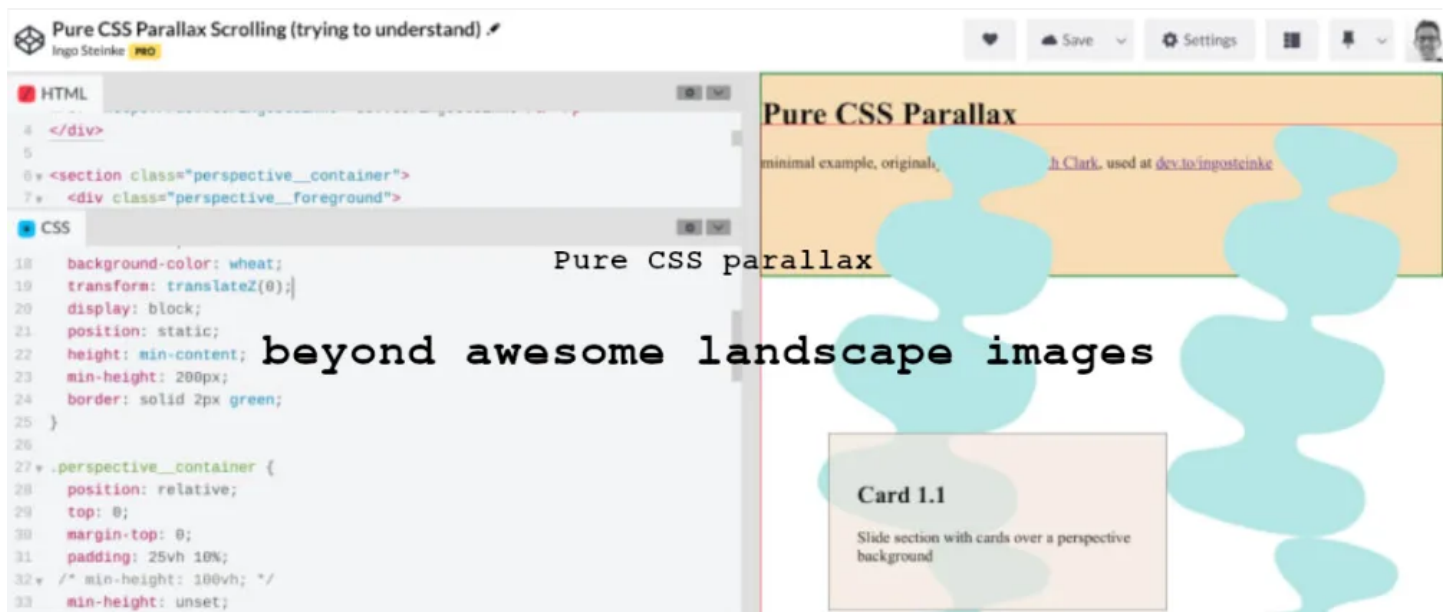 Pure CSS Parallax Scrolling (trying to understand)
Ingo Steinke PRO
Save
Settings
HTML
4 </div>
5
6 <section class="perspective__container">
7 <div class="perspective__foreground">
CSS
18 background-color: wheat;
19 transform: translateZ(0);
20 display: block;
21 position: static;
22 height: min-content;
23 min-height: 200px;
24 border: solid 2px green;
25 }
26
27 .perspective__container {
28 position: relative;
29 top: 0;
30 margin-top: 0;
31 padding: 25vh 10%;
32 /* min-height: 100vh; */
33 min-height: unset;
Pure CSS parallax
beyond awesome landscape images
Pure CSS Parallax
minimal example, Clark, used at dev.to/ingosteinke
Card 1.1
Slide section with cards over a perspective
background